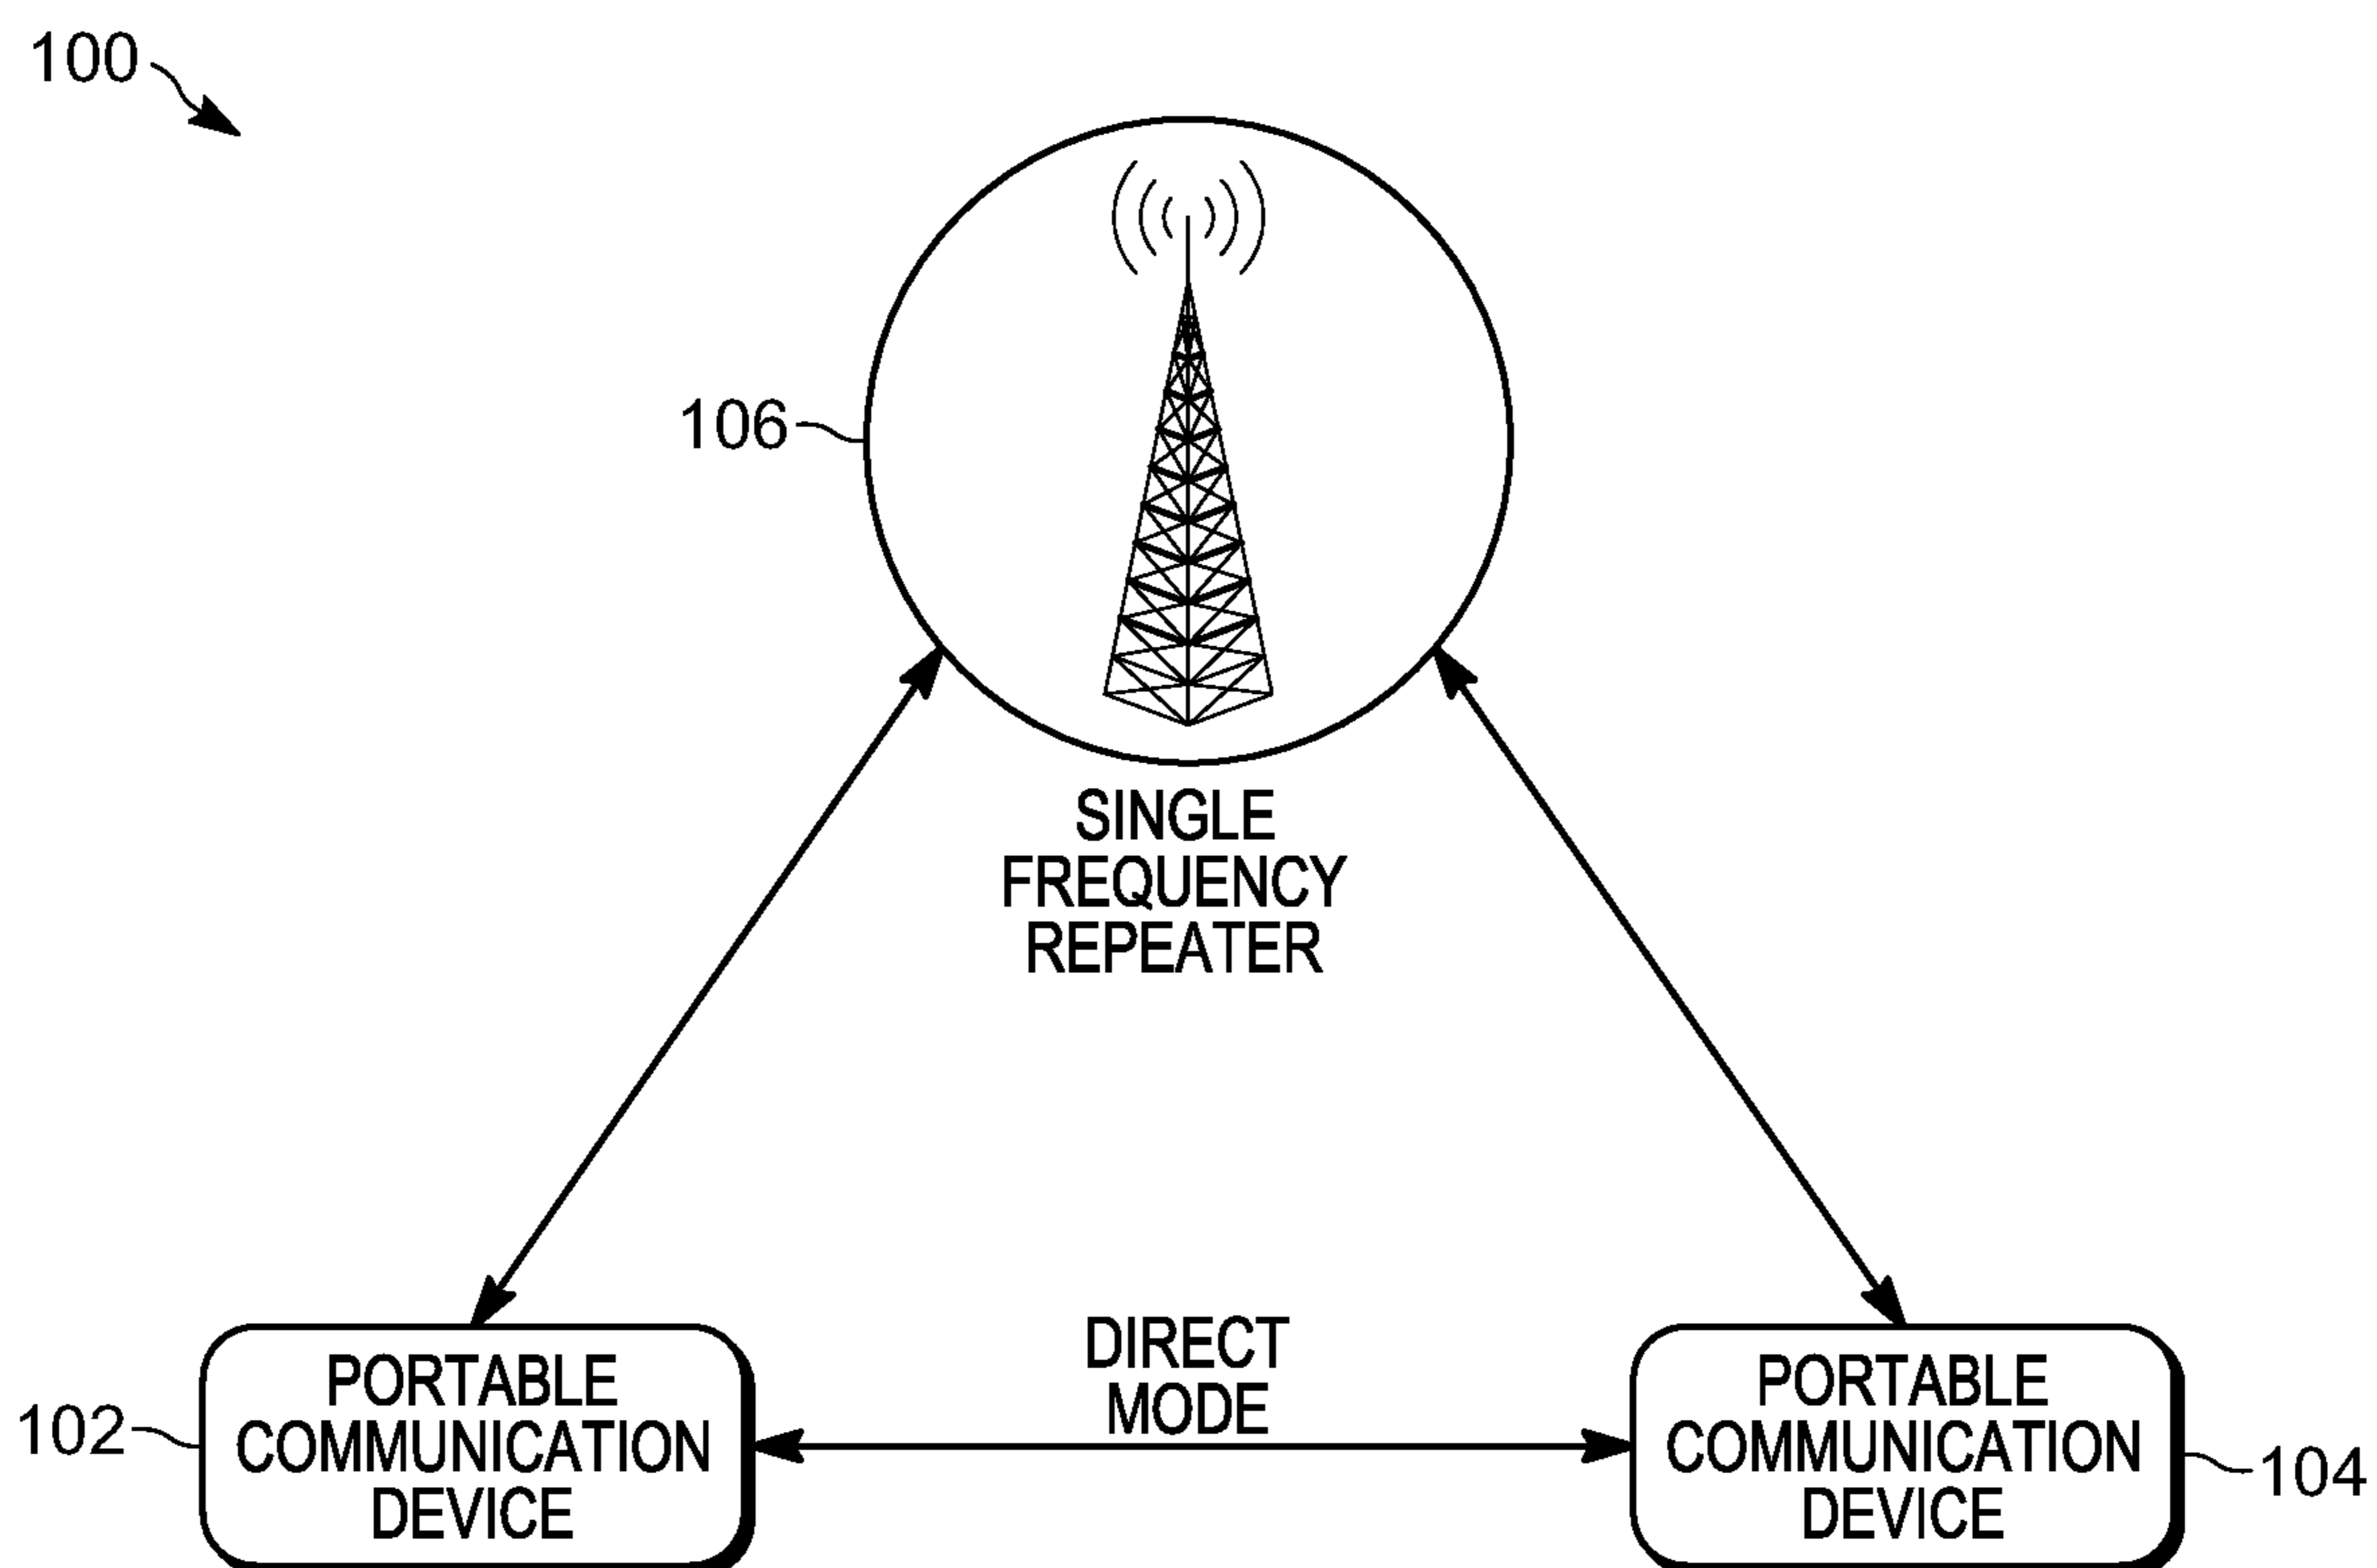 100
106
SINGLE
FREQUENCY
REPEATER
DIRECT
MODE
102
PORTABLE
COMMUNICATION
DEVICE
PORTABLE
COMMUNICATION
DEVICE
104